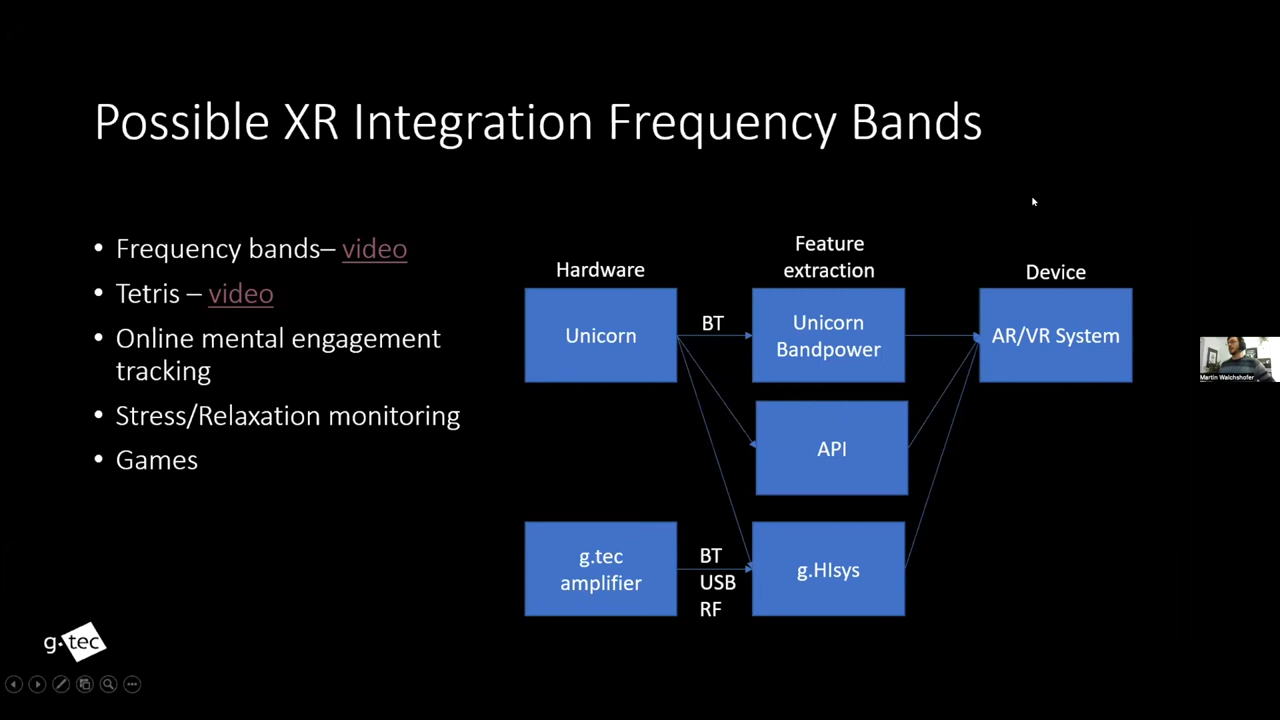 Possible XR Integration Frequency Bands
• Frequency bands– video
• Tetris – video
• Online mental engagement
tracking
• Stress/Relaxation monitoring
• Games
Hardware
Feature
extraction
Device
Unicorn
BT
Unicorn
Bandpower
AR/VR System
API
g.tec
amplifier
BT
USB
RF
g.HIsys
g.tec
Martin Walchshofer